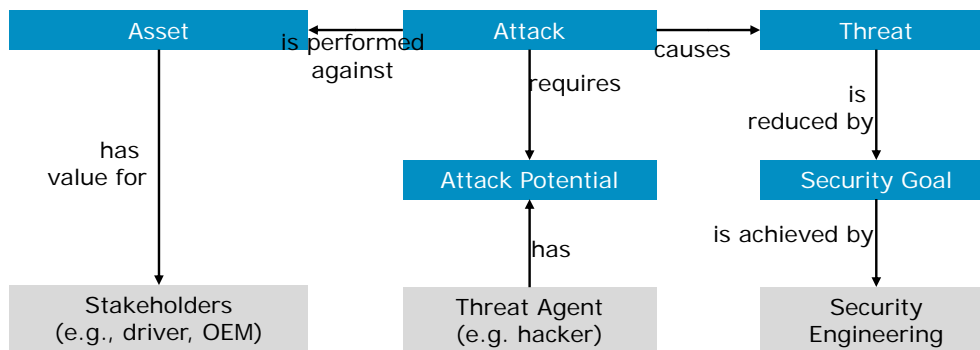 Asset
is performed
against
Attack
causes
Threat
requires
is
reduced by
has
value for
Attack Potential
Security Goal
has
is achieved by
Stakeholders
(e.g., driver, OEM)
Threat Agent
(e.g. hacker)
Security
Engineering